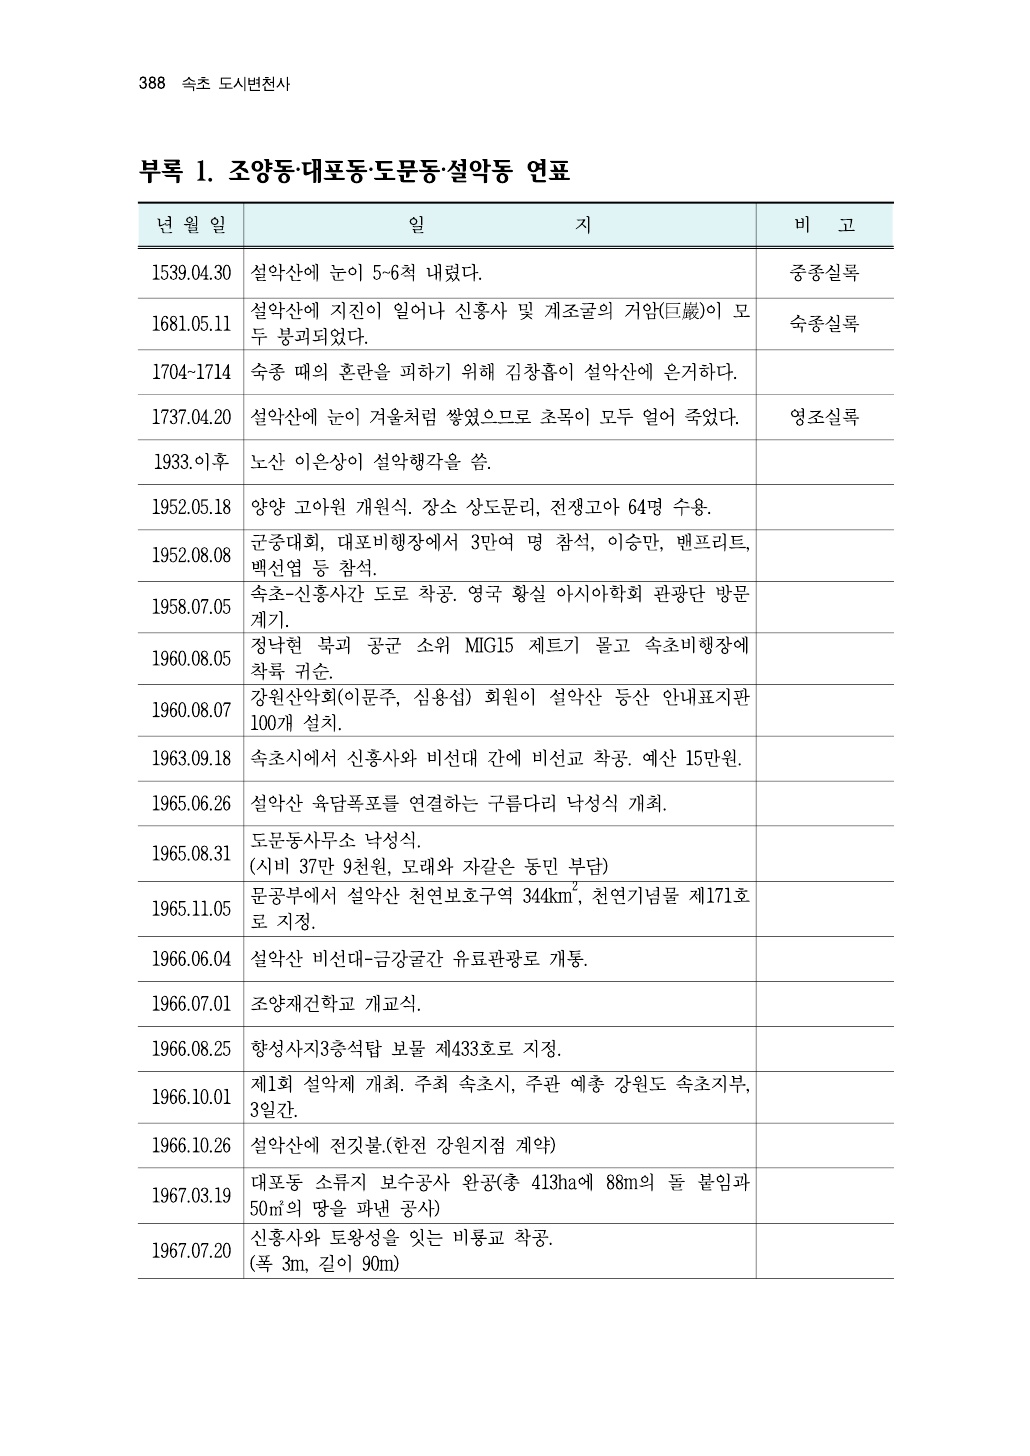 388 속초 도시변천사
부록 1. 조양동·대포동·도문동·설악동 연표
년 월 일 일 지 비 고
1539.04.30 설악산에 눈이 5~6척 내렸다. 중종실록
설악산에 지진이 일어나 신흥사 및 계조굴의 거암(巨巖)이 모
1681.05.11 숙종실록
두 붕괴되었다.
1704~1714 숙종 때의 혼란을 피하기 위해 김창흡이 설악산에 은거하다.
1737.04.20 설악산에 눈이 겨울처럼 쌓였으므로 초목이 모두 얼어 죽었다. 영조실록
1933.이후 노산 이은상이 설악행각을 씀.
1952.05.18 양양 고아원 개원식. 장소 상도문리, 전쟁고아 64명 수용.
군중대회, 대포비행장에서 3만여 명 참석, 이승만, 밴프리트,
1952.08.08
백선엽 등 참석.
속초-신흥사간 도로 착공. 영국 황실 아시아학회 관광단 방문
1958.07.05
계기.
정낙현 북괴 공군 소위 MIG15 제트기 몰고 속초비행장에
1960.08.05
착륙 귀순.
강원산악회(이문주, 심용섭) 회원이 설악산 등산 안내표지판
1960.08.07
100개 설치.
1963.09.18 속초시에서 신흥사와 비선대 간에 비선교 착공. 예산 15만원.
1965.06.26 설악산 육담폭포를 연결하는 구름다리 낙성식 개최.
도문동사무소 낙성식.
1965.08.31
(시비 37만 9천원, 모래와 자갈은 동민 부담)
문공부에서 설악산 천연보호구역 344km², 천연기념물 제171호
1965.11.05
로 지정.
1966.06.04 설악산 비선대-금강굴간 유료관광로 개통.
1966.07.01 조양재건학교 개교식.
1966.08.25 향성사지3층석탑 보물 제433호로 지정.
제1회 설악제 개최. 주최 속초시, 주관 예총 강원도 속초지부,
1966.10.01
3일간.
1966.10.26 설악산에 전깃불.(한전 강원지점 계약)
대포동 소류지 보수공사 완공(총 413ha에 88m의 돌 붙임과
1967.03.19
50㎡의 땅을 파낸 공사)
신흥사와 토왕성을 잇는 비룡교 착공.
1967.07.20
(폭 3m, 길이 90m)